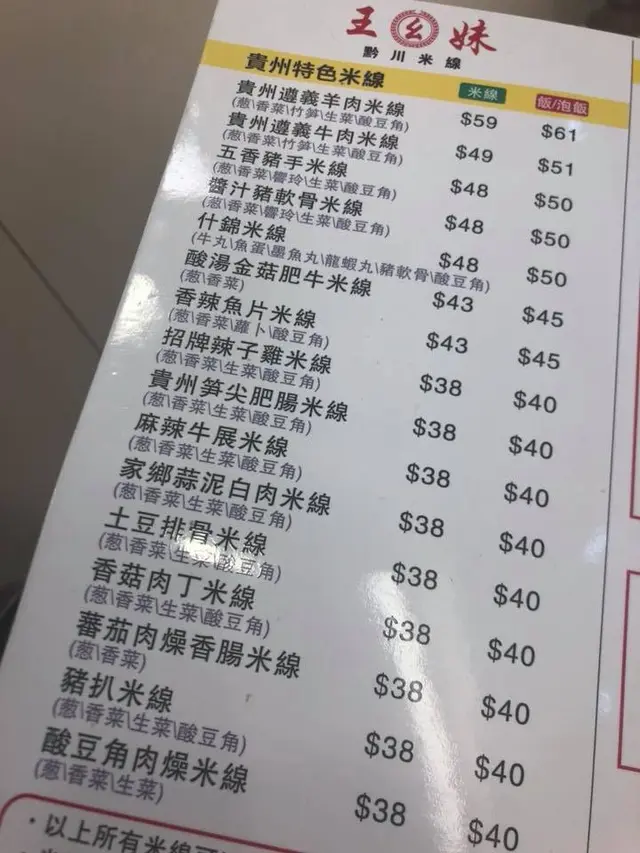 王么妹
黔川米線
貴州特色米線 米線 飯/泡飯
貴州遵義羊肉米線 $59 $61
(葱\香菜\竹笋\生菜\酸豆角)
貴州遵義牛肉米線 $49 $51
(葱\香菜\竹笋\生菜\酸豆角)
五香豬手米線 $48 $50
(葱\香菜\響玲\生菜\酸豆角)
醬汁豬軟骨米線 $48 $50
(葱\香菜\響玲\生菜\酸豆角)
什錦米線 $48 $50
(牛丸\魚蛋\墨魚丸\龍蝦丸\豬軟骨\酸豆角)
酸湯金菇肥牛米線 $43 $45
(葱\香菜)
香辣魚片米線 $43 $45
(葱\香菜\蘿卜\酸豆角)
招牌辣子雞米線 $38 $40
(葱\香菜\生菜\酸豆角)
貴州笋尖肥腸米線 $38 $40
(葱\香菜\生菜\酸豆角)
麻辣牛展米線 $38 $40
(葱\香菜\生菜\酸豆角)
家鄉蒜泥白肉米線 $38 $40
(葱\香菜\生菜\酸豆角)
土豆排骨米線 $38 $40
(葱\香菜\生菜\酸豆角)
香菇肉丁米線 $38 $40
(葱\香菜\生菜\酸豆角)
蕃茄肉燥香腸米線 $38 $40
(葱\香菜)
豬扒米線 $38 $40
(葱\香菜\生菜\酸豆角)
酸豆角肉燥米線 $38 $40
(葱\香菜\生菜)
·以上所有米線可